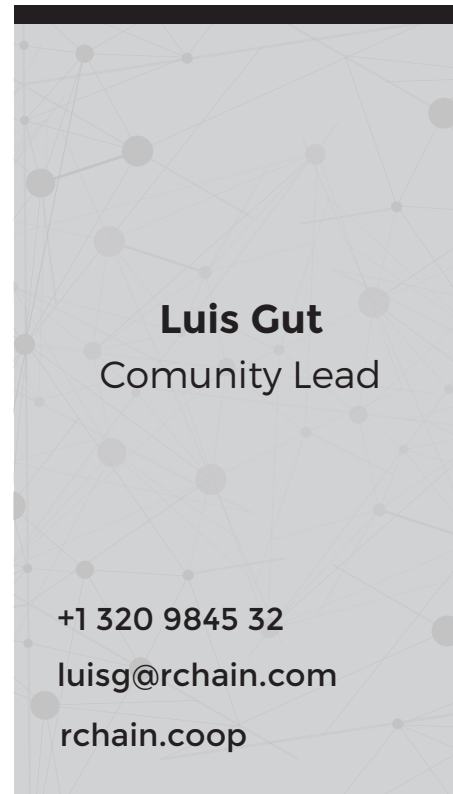 Luis Gut
Comunity Lead
+1 320 9845 32
luisg@rchain.com
rchain.coop